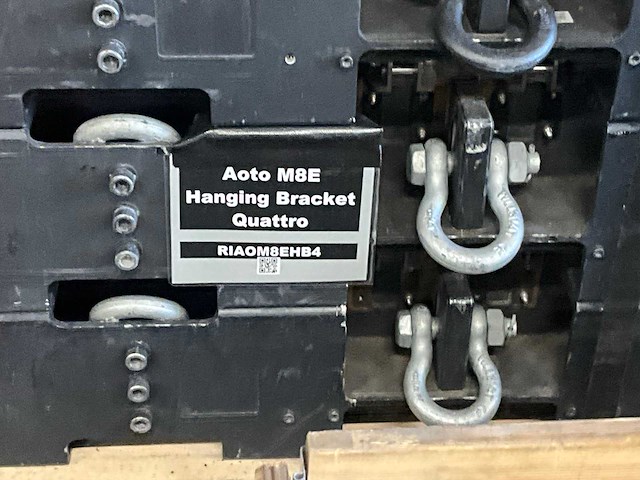 Aoto M8E
Hanging Bracket
Quattro
RIAOM8EHB4